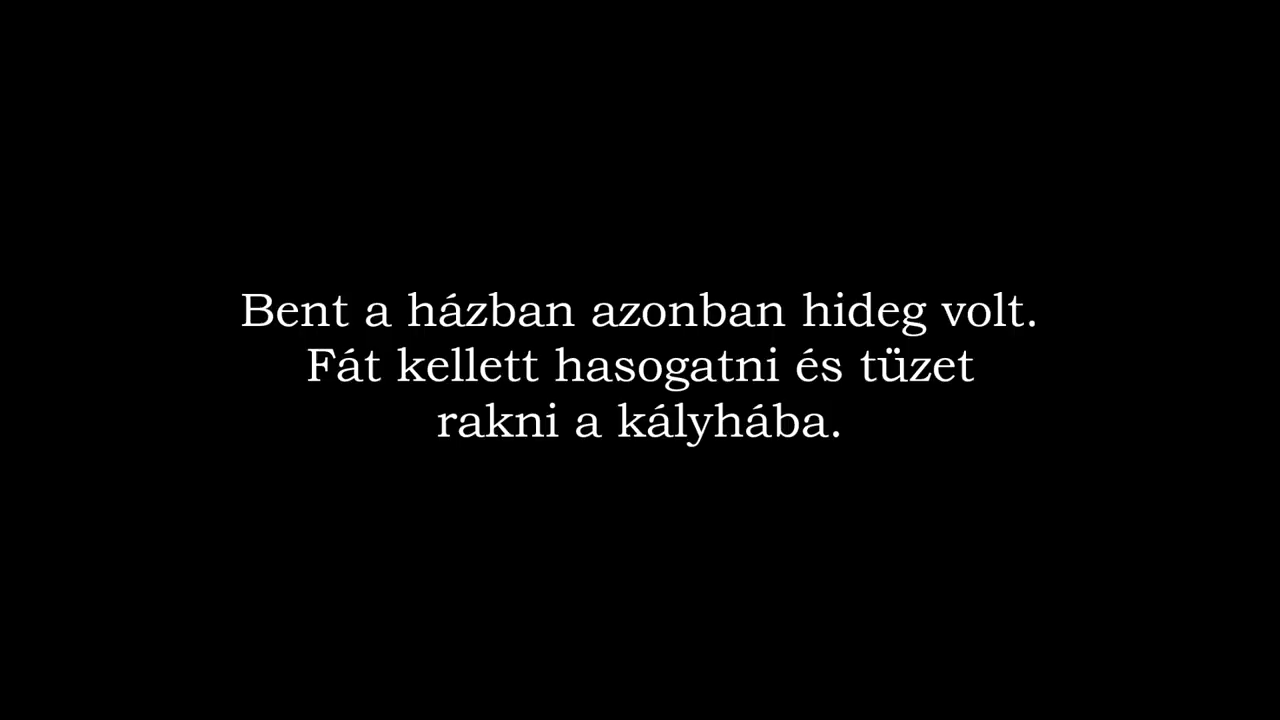 Bent a házban azonban hideg volt.
Fát kellett hasogatni és tüzet
rakni a kályhába.